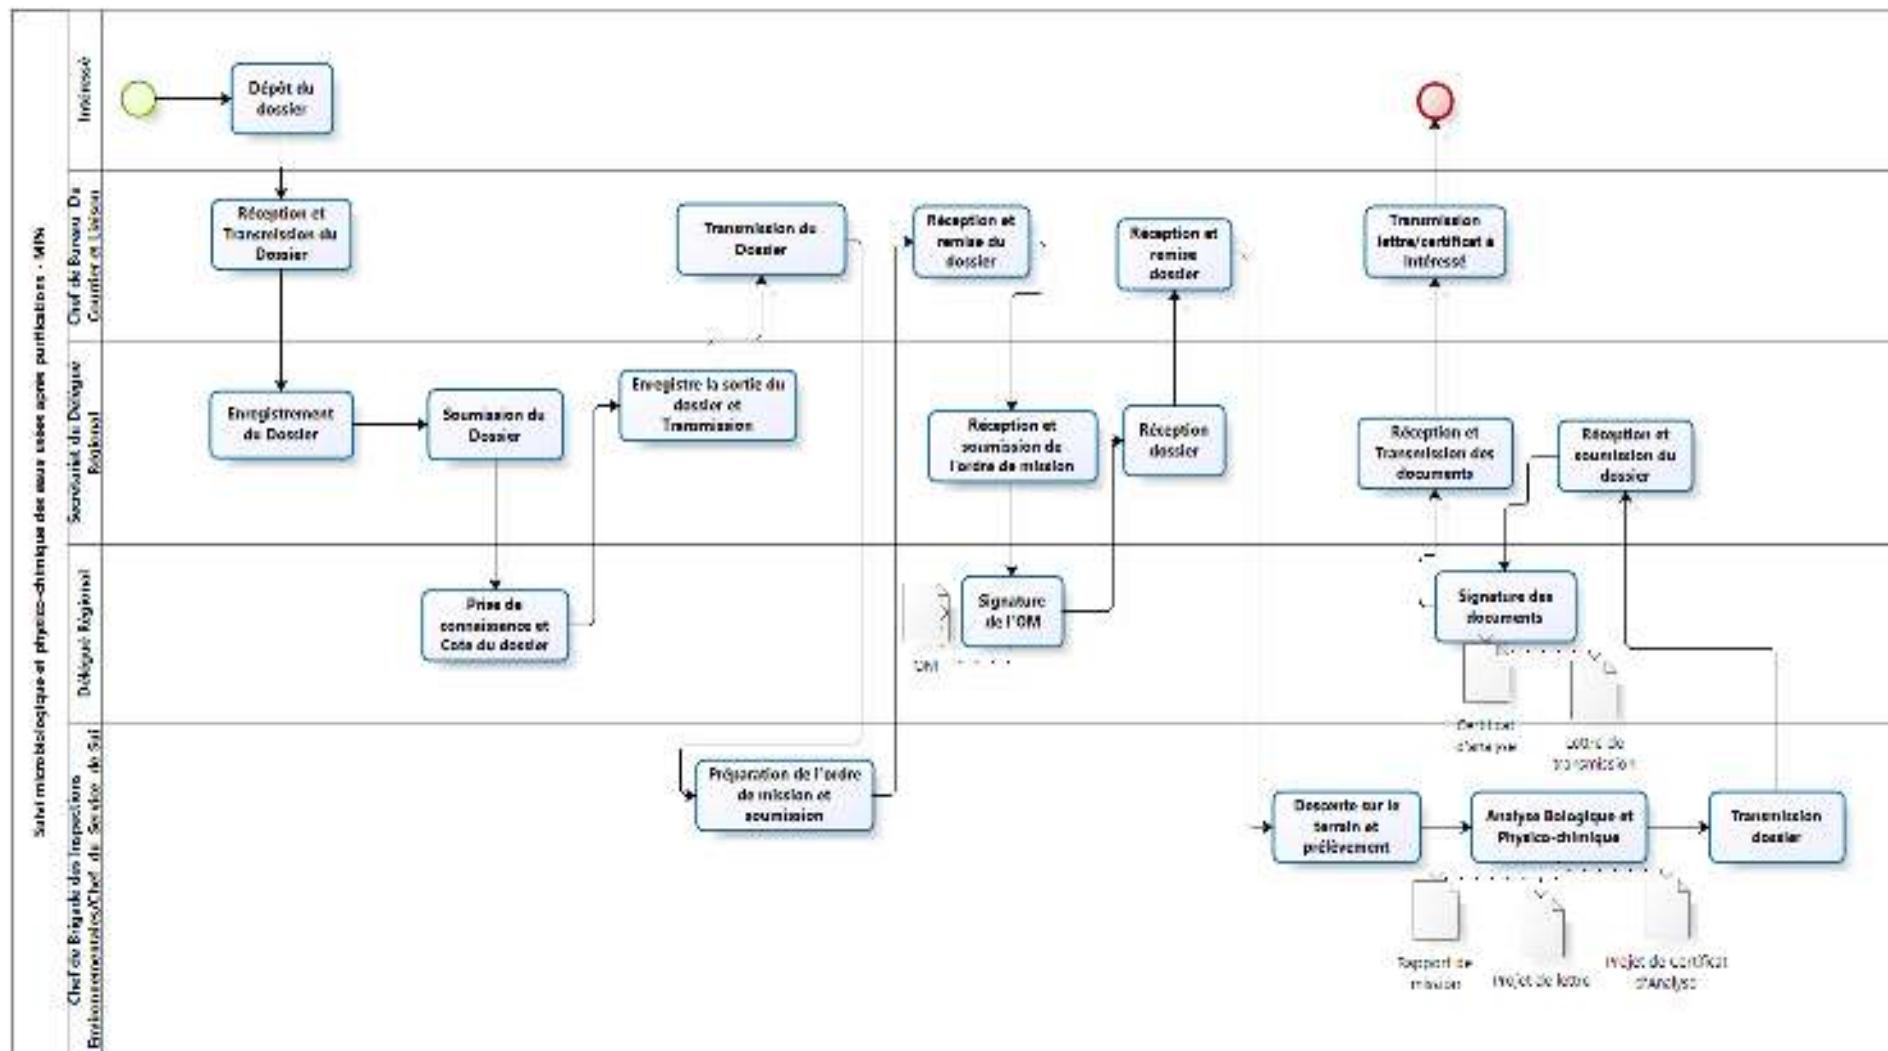 Suivi microbiologique et physico-chimique des eaux usées après purifications - MIN
Intéressé
Dépôt du
dossier
Chef de Bureau Du
Courrier et Liaison
Réception et
Transmission du
Dossier
Transmission du
Dossier
Réception et
remise du
dossier
Réception et
remise
dossier
Transmission
lettre/certificat à
Intéressé
Secrétariat du Délégué
Régional
Enregistrement
du Dossier
Soumission du
Dossier
Enregistre la sortie du
dossier et
Transmission
Réception et
soumission de
l'ordre de mission
Réception
dossier
Réception et
Transmission des
documents
Réception et
soumission du
dossier
Délégué Régional
Prise de
connaissance et
Cote du dossier
Signature
de l'OM
OM
Signature des
documents
Certificat
d'analyse
Lettre de
transmission
Chef de Brigade des Inspections
Environnementales/Chef de Service de Sui
Préparation de l'ordre
de mission et
soumission
Descente sur le
terrain et
prélèvement
Analyse Bologique et
Physico-chimique
Transmission
dossier
Rapport de
mission
Projet de lettre
Projet de Certificat
d'Analyse